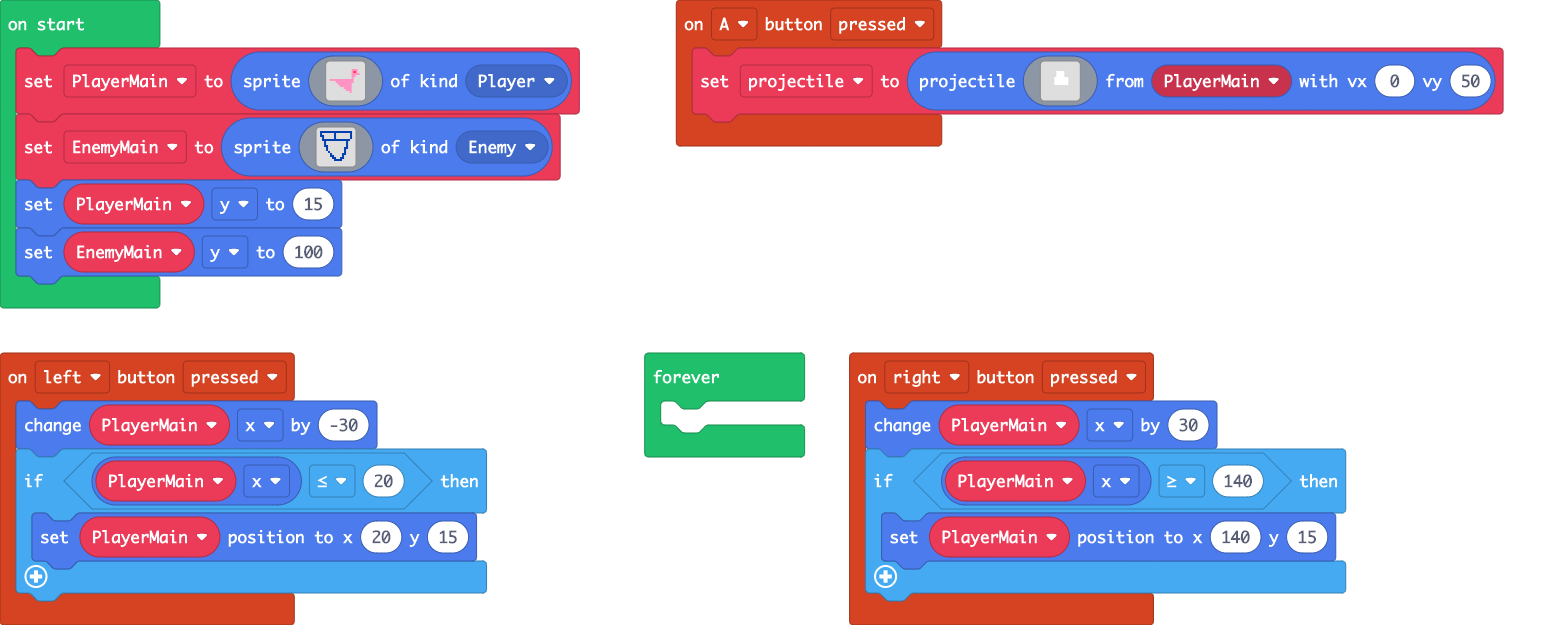 on start
set PlayerMain to sprite of kind Player
set EnemyMain to sprite of kind Enemy
set PlayerMain y to 15
set EnemyMain y to 100
on A button pressed
set projectile to projectile from PlayerMain with vx 0 vy 50
on left button pressed
change PlayerMain x by -30
if PlayerMain x ≤ 20 then
set PlayerMain position to x 20 y 15
forever
on right button pressed
change PlayerMain x by 30
if PlayerMain x ≥ 140 then
set PlayerMain position to x 140 y 15